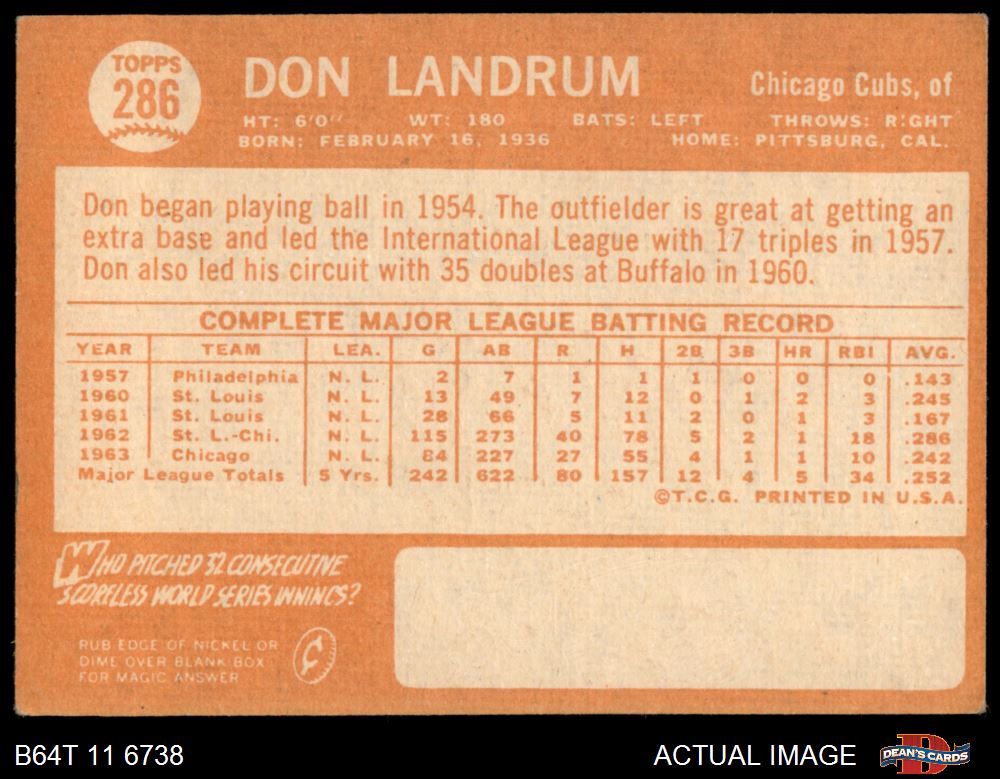 TOPPS
286
DON LANDRUM
Chicago Cubs, of
HT: 6'0" WT: 180 BATS: LEFT THROWS: RIGHT
BORN: FEBRUARY 16, 1936 HOME: PITTSBURG, CAL.
Don began playing ball in 1954. The outfielder is great at getting an
extra base and led the International League with 17 triples in 1957.
Don also led his circuit with 35 doubles at Buffalo in 1960.
COMPLETE MAJOR LEAGUE BATTING RECORD
YEAR TEAM LEA. G AB R H 2B 3B HR RBI AVG.
1957 Philadelphia N. L. 2 7 1 1 1 0 0 0 .143
1960 St. Louis N. L. 13 49 7 12 0 1 2 3 .245
1961 St. Louis N. L. 28 66 5 11 2 0 1 3 .167
1962 St. L.-Chi. N. L. 115 273 40 78 5 2 1 18 .286
1963 Chicago N. L. 84 227 27 55 4 1 1 10 .242
Major League Totals 5 Yrs. 242 622 80 157 12 4 5 34 .252
©T.C.G. PRINTED IN U.S.A.
WHO PITCHED 32 CONSECUTIVE
SCORELESS WORLD SERIES INNINGS?
RUB EDGE OF NICKEL OR
DIME OVER BLANK BOX
FOR MAGIC ANSWER
¢
B64T 11 6738
ACTUAL IMAGE
DEAN'S CARDS